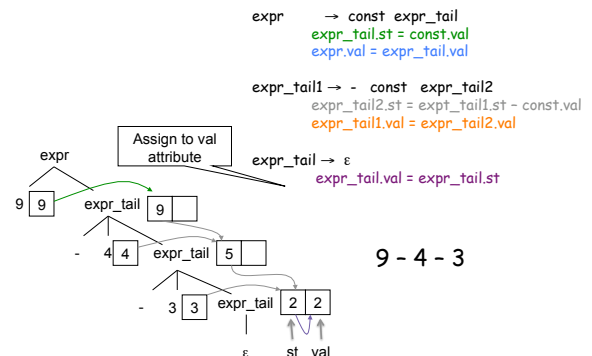 expr → const expr_tail
expr_tail.st = const.val
expr.val = expr_tail.val
expr_tail1 → - const expr_tail2
expr_tail2.st = expt_tail1.st – const.val
expr_tail1.val = expr_tail2.val
Assign to val
attribute
expr_tail → ε
expr_tail.val = expr_tail.st
expr
9 9 expr_tail 9
- 4 4 expr_tail 5
9 – 4 – 3
- 3 3 expr_tail 2 2
ε st val